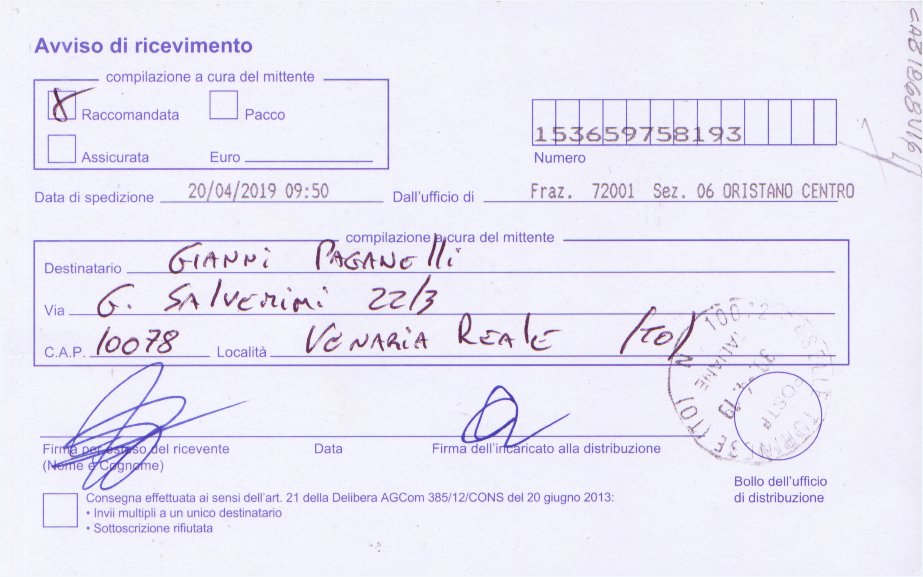 Avviso di ricevimento
compilazione a cura del mittente
Raccomandata Pacco
Assicurata Euro
153659758193
Numero
Data di spedizione 20/04/2019 09:50 Dall'ufficio di Fraz. 72001 Sez. 06 ORISTANO CENTRO
compilazione a cura del mittente
Destinatario GIANNI PAGANELLI
Via G. SALVEMINI 22/3
C.A.P. 10078 Località VENARIA REALE (TO)
Firma per esteso del ricevente Data Firma dell'incaricato alla distribuzione
(Nome e Cognome)
Bollo dell'ufficio
di distribuzione
Consegna effettuata ai sensi dell'art. 21 della Delibera AGCom 385/12/CONS del 20 giugno 2013:
• Invii multipli a un unico destinatario
• Sottoscrizione rifiutata